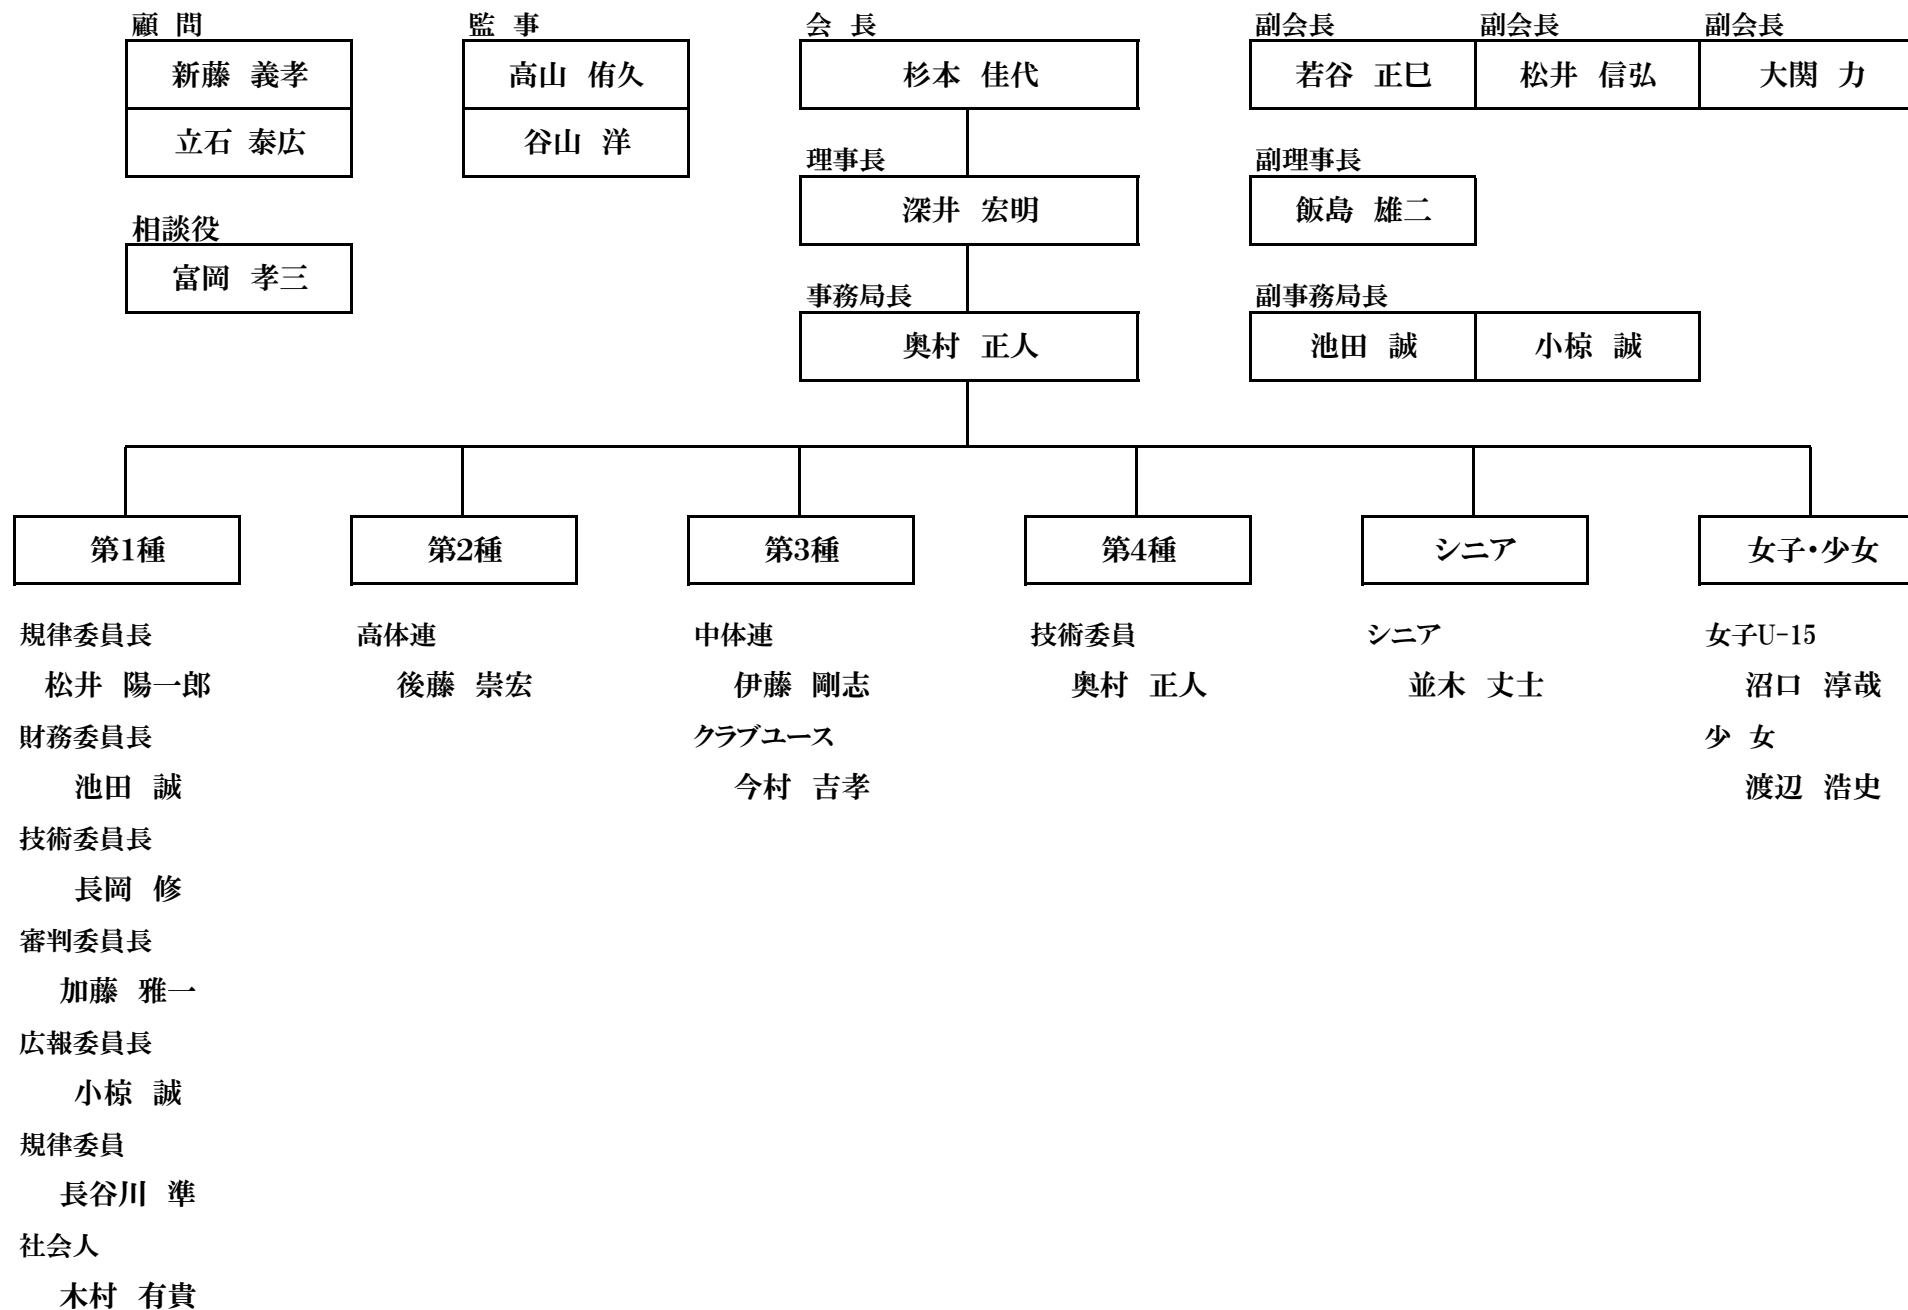 顧 問
新藤 義孝
立石 泰広
相談役
富岡 孝三
監 事
高山 侑久
谷山 洋
会 長
杉本 佳代
理事長
深井 宏明
事務局長
奥村 正人
副会長 副会長 副会長
若谷 正巳 松井 信弘 大関 力
副理事長
飯島 雄二
副事務局長
池田 誠 小椋 誠
第1種
規律委員長
松井 陽一郎
財務委員長
池田 誠
技術委員長
長岡 修
審判委員長
加藤 雅一
広報委員長
小椋 誠
規律委員
長谷川 準
社会人
木村 有貴
第2種
高体連
後藤 崇宏
第3種
中体連
伊藤 剛志
クラブユース
今村 吉孝
第4種
技術委員
奥村 正人
シニア
シニア
並木 丈士
女子・少女
女子U-15
沼口 淳哉
少 女
渡辺 浩史